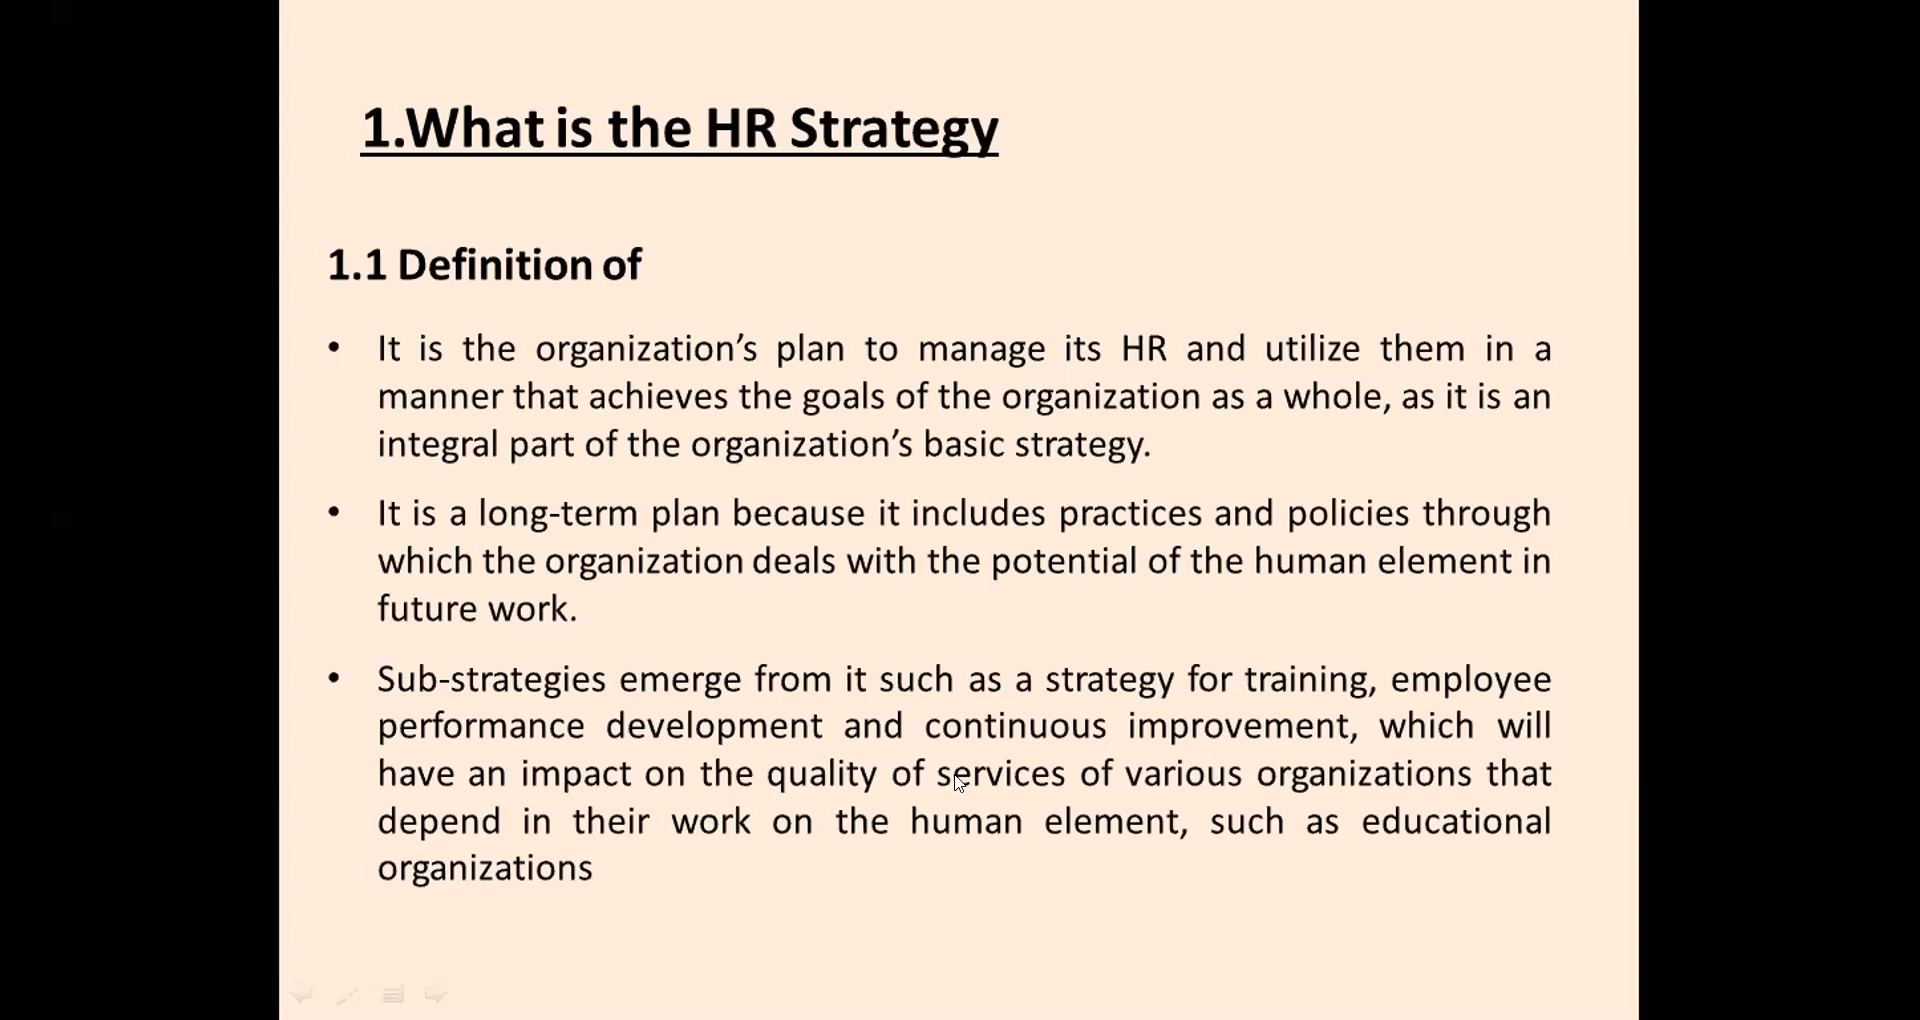 1.What is the HR Strategy
1.1 Definition of
• It is the organization’s plan to manage its HR and utilize them in a
manner that achieves the goals of the organization as a whole, as it is an
integral part of the organization’s basic strategy.
• It is a long-term plan because it includes practices and policies through
which the organization deals with the potential of the human element in
future work.
• Sub-strategies emerge from it such as a strategy for training, employee
performance development and continuous improvement, which will
have an impact on the quality of services of various organizations that
depend in their work on the human element, such as educational
organizations